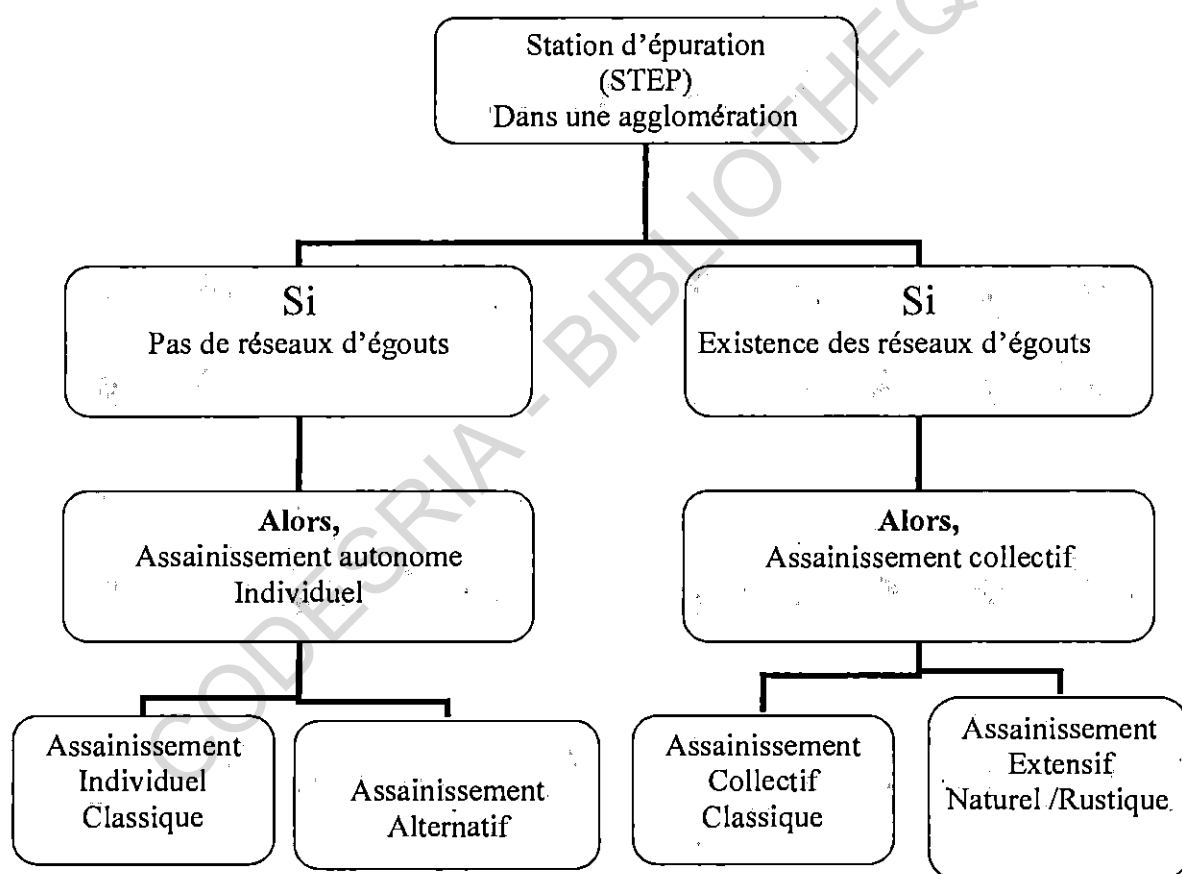 Station d'épuration
(STEP)
Dans une agglomération
Si
Pas de réseaux d'égouts
Si
Existence des réseaux d'égouts
Alors,
Assainissement autonome
Individuel
Alors,
Assainissement collectif
Assainissement
Individuel
Classique
Assainissement
Alternatif
Assainissement
Collectif
Classique
Assainissement
Extensif
Naturel /Rustique
CODESRIA - BIBLIOTHEQ